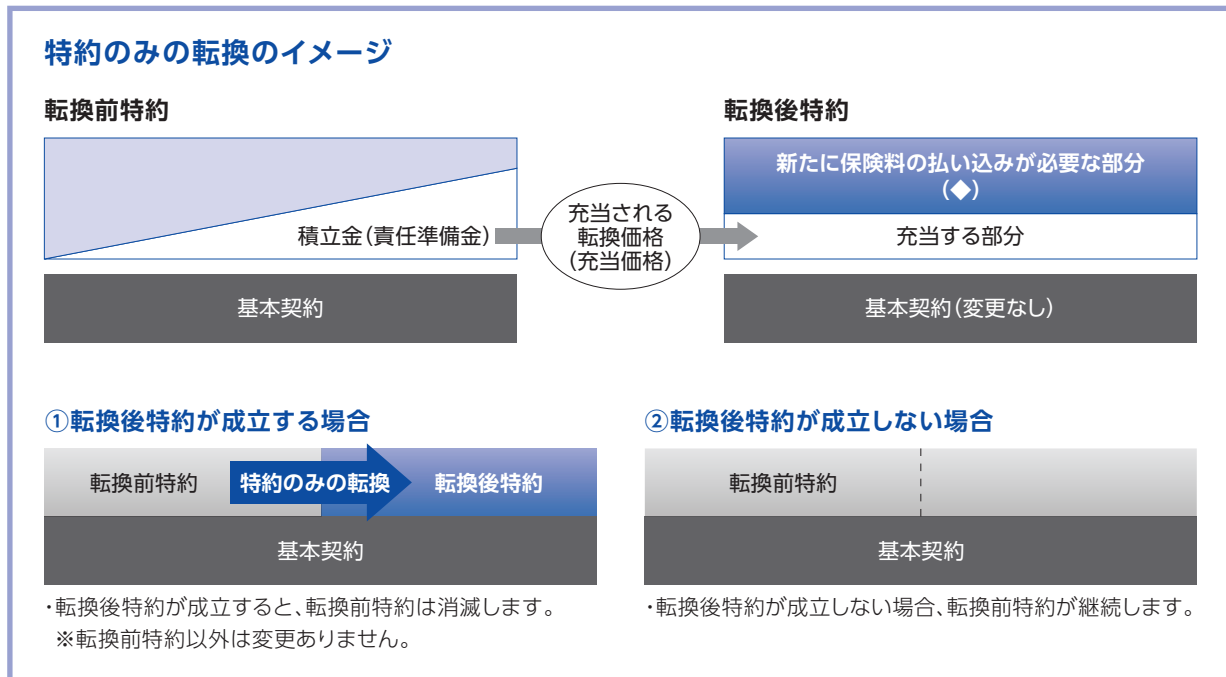 特約のみの転換のイメージ
転換前特約
積立金(責任準備金)
基本契約
充当される
転換価格
(充当価格)
転換後特約
新たに保険料の払い込みが必要な部分
(◆)
充当する部分
基本契約(変更なし)
①転換後特約が成立する場合
転換前特約 特約のみの転換 転換後特約
基本契約
・転換後特約が成立すると、転換前特約は消滅します。
※転換前特約以外は変更ありません。
②転換後特約が成立しない場合
転換前特約
基本契約
・転換後特約が成立しない場合、転換前特約が継続します。